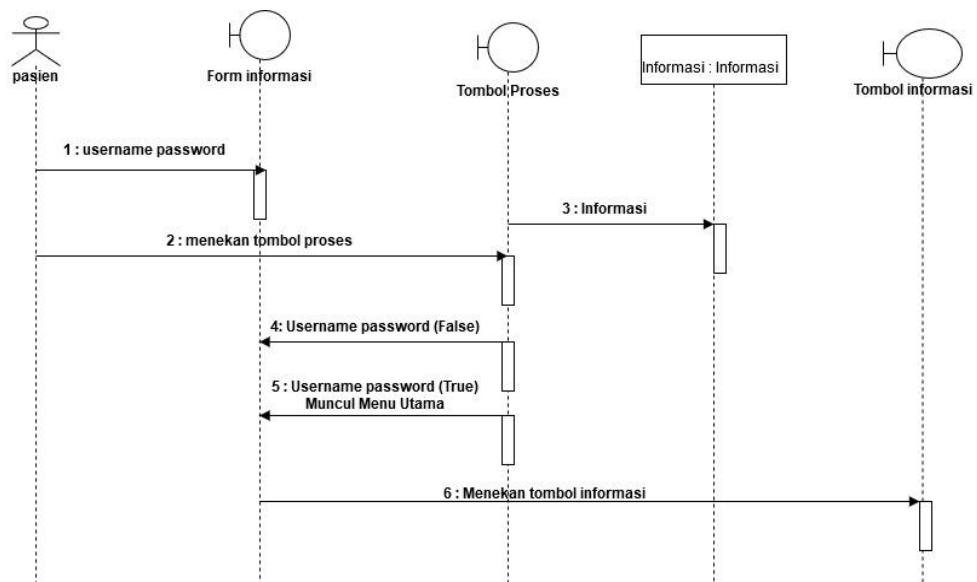 pasien
Form informasi
Tombol Proses
Informasi : Informasi
Tombol informasi
1 : username password
3 : Informasi
2 : menekan tombol proses
4: Username password (False)
5 : Username password (True)
Muncul Menu Utama
6 : Menekan tombol informasi